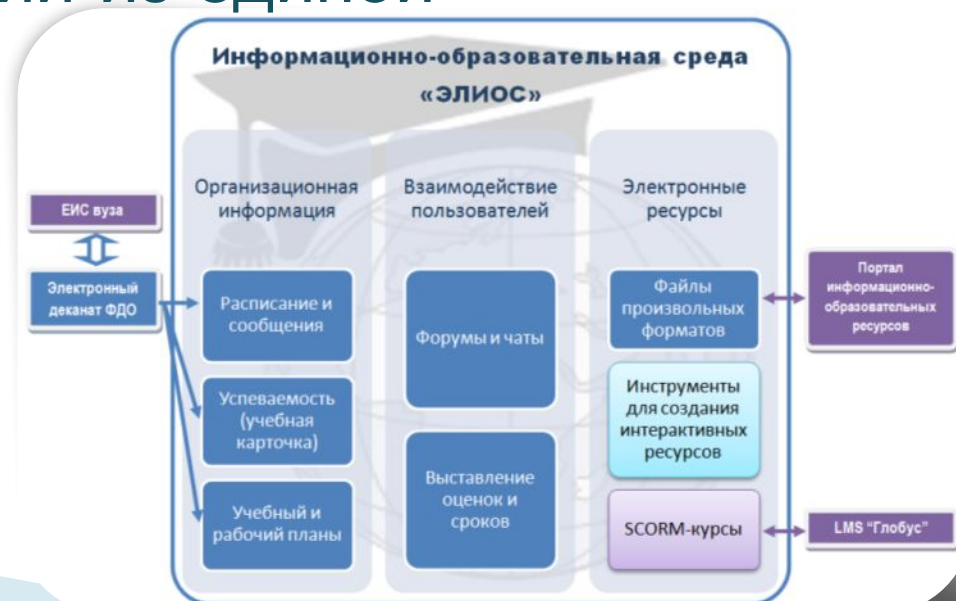 из единой
Информационно-образовательная среда
«ЭЛИОС»
Организационная
информация
Взаимодействие
пользователей
Электронные
ресурсы
ЕИС вуза
Электронный
деканат ФДО
Расписание и
сообщения
Успеваемость
(учебная
карточка)
Учебный и
рабочий планы
Форумы и чаты
Выставление
оценок и
сроков
Файлы
произвольных
форматов
Инструменты
для создания
интерактивных
ресурсов
SCORM-курсы
Портал
информационно-
образовательных
ресурсов
LMS "Глобус"